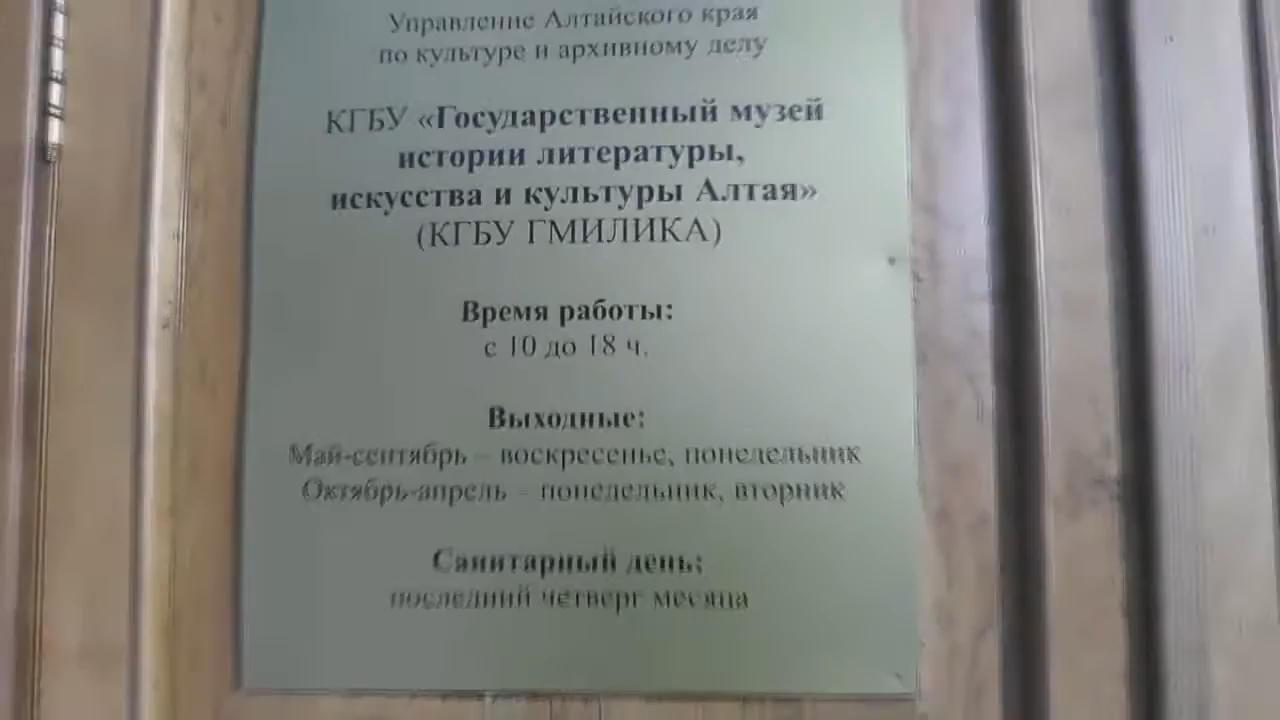 Управление Алтайского края
по культуре и архивному делу
КГБУ «Государственный музей
истории литературы,
искусства и культуры Алтая»
(КГБУ ГМИЛИКА)
Время работы:
с 10 до 18 ч.
Выходные:
Май-сентябрь – воскресенье, понедельник
Октябрь-апрель – понедельник, вторник
Санитарный день:
последний четверг месяца